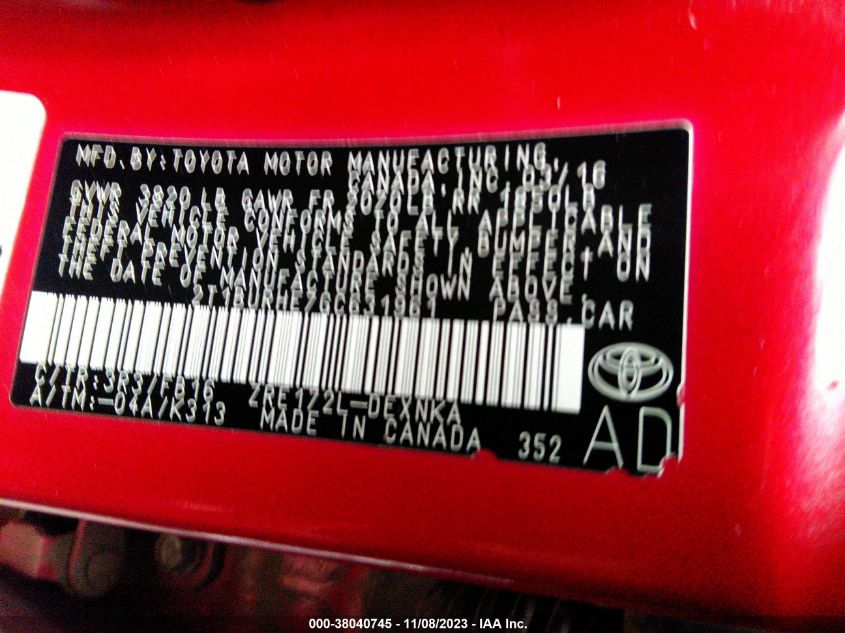 MFD.BY:TOYOTA MOTOR MANUFACTURING,
CANADA,INC.05/16
GVWR 3820 LB GAWR FR 2020LB RR 1850LB
THIS VEHICLE CONFORMS TO ALL APPLICABLE
FEDERAL MOTOR VEHICLE SAFETY, BUMPER, AND
THEFT PREVENTION STANDARDS IN EFFECT ON
THE DATE OF MANUFACTURE SHOWN ABOVE.
2T1BURHE7GC631961 PASS.CAR
C/TR:3R3/FB16 ZRE172L-DEXNKA
A/TM:-04A/K313 MADE IN CANADA 352
AD
000-38040745 - 11/08/2023 - IAA Inc.